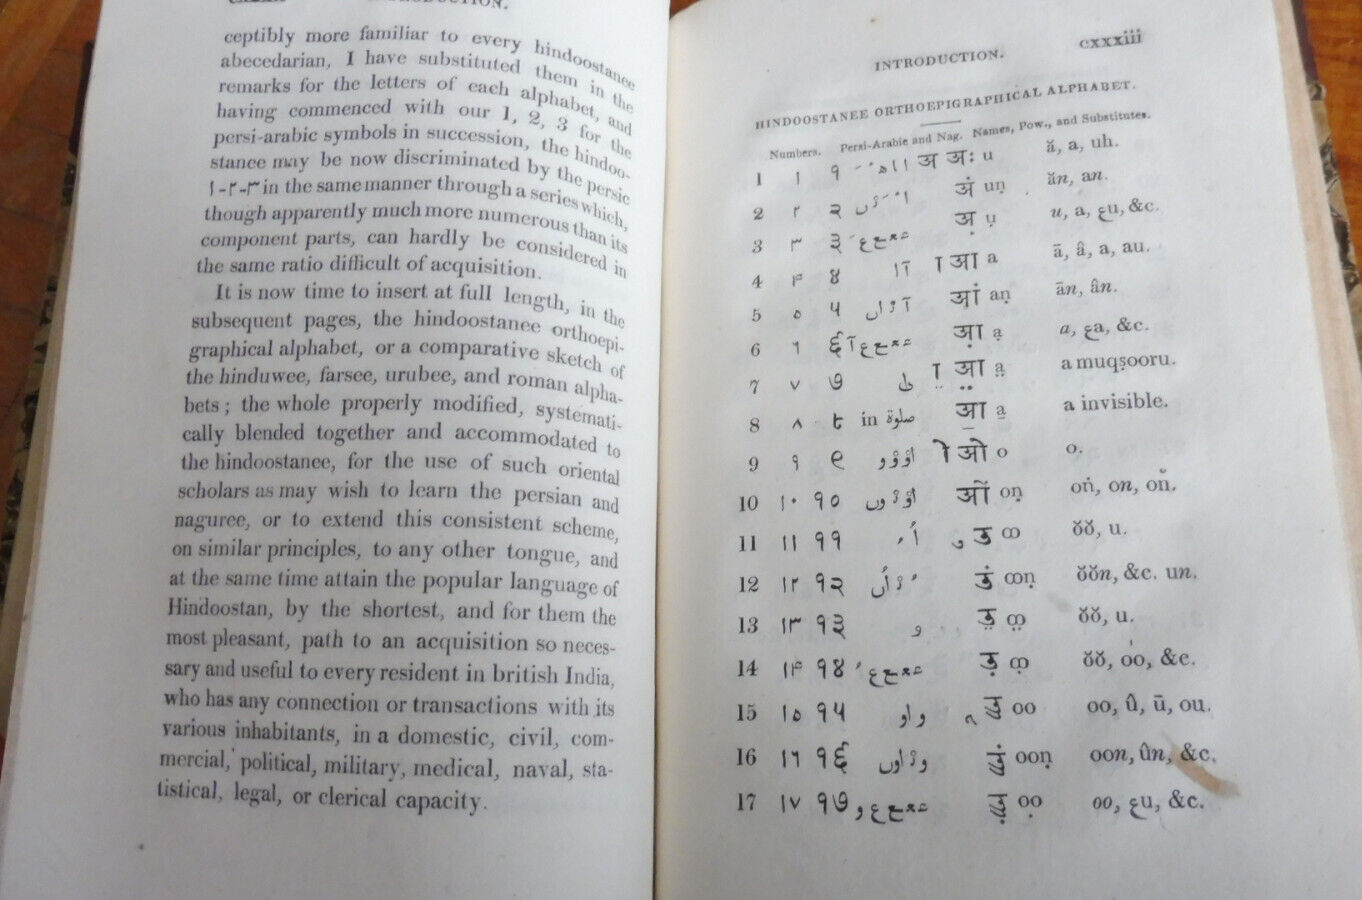 INTRODUCTION.
ceptibly more familiar to every hindoostanee
abecedarian, I have substituted them in the
remarks for the letters of each alphabet, and
having commenced with our 1, 2, 3 for the
persi-arabic symbols in succession, the hindoo-
stanee may be now discriminated by the persic
۱-۲-۳ in the same manner through a series which,
though apparently much more numerous than its
component parts, can hardly be considered in
the same ratio difficult of acquisition.
It is now time to insert at full length, in the
subsequent pages, the hindoostanee orthoepi-
graphical alphabet, or a comparative sketch of
the hinduwee, farsee, urubee, and roman alpha-
bets; the whole properly modified, systemati-
cally blended together and accommodated to
the hindoostanee, for the use of such oriental
scholars as may wish to learn the persian and
naguree, or to extend this consistent scheme,
on similar principles, to any other tongue, and
at the same time attain the popular language of
Hindoostan, by the shortest, and for them the
most pleasant, path to an acquisition so neces-
sary and useful to every resident in british India,
who has any connection or transactions with its
various inhabitants, in a domestic, civil, com-
mercial, political, military, medical, naval, sta-
tistical, legal, or clerical capacity.
INTRODUCTION. cxxxiii
HINDOOSTANEE ORTHOEPIGRAPHICAL ALPHABET.
Numbers. Persi-Arabic and Nag. Names, Pow., and Substitutes.
1 ۱ १ अ अः u ă, a, uh.
2 ۲ २ अं uṇ ăn, an.
3 ۳ ३ अ़ ụ u, a, &c.
4 ۴ ४ آ ا ा आ a ā, â, a, au.
5 ۵ ५ आं aṇ ān, ân.
6 ۶ ६ आ़ ạ a, &c.
7 ۷ ७ आ a muqṣooru.
8 ۸ ८ in صلوة आ a a invisible.
9 ۹ ९ ो ओ o o.
10 ۱۰ १० ओं oṇ oṅ, on,
11 ۱۱ ११ उ ꝏ ŏŏ, u.
12 ۱۲ १२ उं ꝏṇ ŏŏn, &c. un.
13 ۱۳ १३ و उ ŏŏ, u.
14 ۱۴ १४ उ़ ꝏ̣ ŏŏ, &c.
15 ۱۵ १५ و او ू ऊ oo oo, û, ū, ou.
16 ۱۶ १६ ऊं ooṇ oon, ûn, &c.
17 ۱۷ १७ ऊ़ oọ oo, &c.